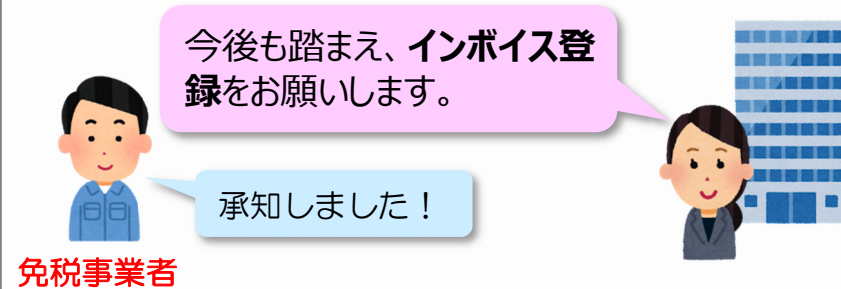 今後も踏まえ、インボイス登
録をお願いします。
承知しました！
免税事業者